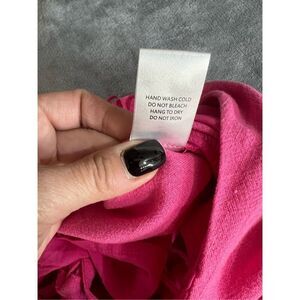 HAND WASH COLD
DO NOT BLEACH
HANG TO DRY
DO NOT IRON